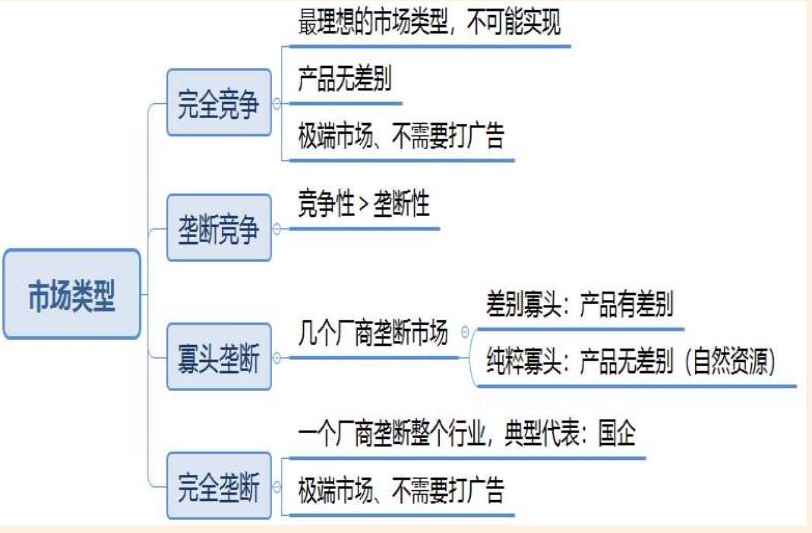 市场类型
完全竞争
最理想的市场类型，不可能实现
产品无差别
极端市场、不需要打广告
垄断竞争
竞争性＞垄断性
寡头垄断
几个厂商垄断市场
差别寡头：产品有差别
纯粹寡头：产品无差别（自然资源）
完全垄断
一个厂商垄断整个行业，典型代表：国企
极端市场、不需要打广告